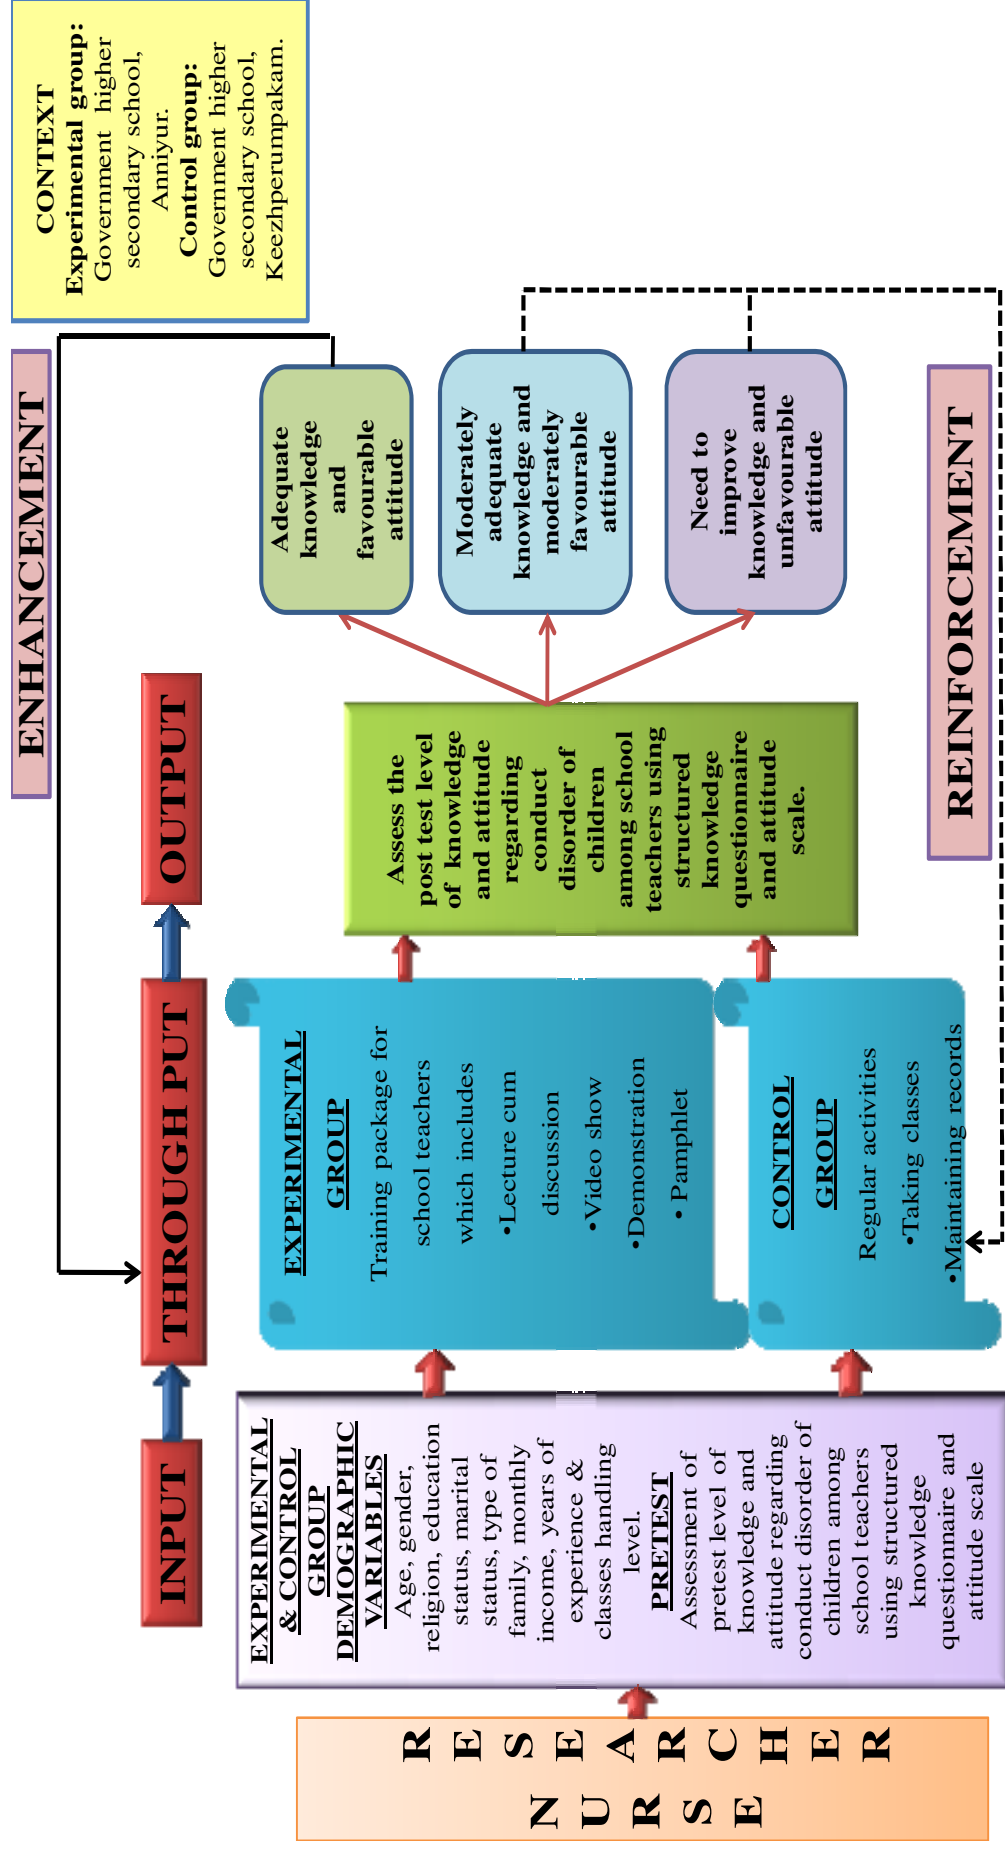 CONTEXT
Experimental group:
Government higher
secondary school,
Anniyur.
Control group:
Government higher
secondary school,
Keezhperumpakam.
ENHANCEMENT
INPUT
THROUGH PUT
OUTPUT
NURSE
RESEARCHER
EXPERIMENTAL
& CONTROL
GROUP
DEMOGRAPHIC
VARIABLES
Age, gender,
religion, education
status, marital
status, type of
family, monthly
income, years of
experience &
classes handling
level.
PRETEST
Assessment of
pretest level of
knowledge and
attitude regarding
conduct disorder of
children among
school teachers
using structured
knowledge
questionnaire and
attitude scale
EXPERIMENTAL
GROUP
Training package for
school teachers
which includes
•Lecture cum
discussion
•Video show
•Demonstration
• Pamphlet
CONTROL
GROUP
Regular activities
•Taking classes
•Maintaining records
Assess the
post test level
of knowledge
and attitude
regarding
conduct
disorder of
children
among school
teachers using
structured
knowledge
questionnaire
and attitude
scale.
Adequate
knowledge
and
favourable
attitude
Moderately
adequate
knowledge and
moderately
favourable
attitude
Need to
improve
knowledge and
unfavourable
attitude
REINFORCEMENT